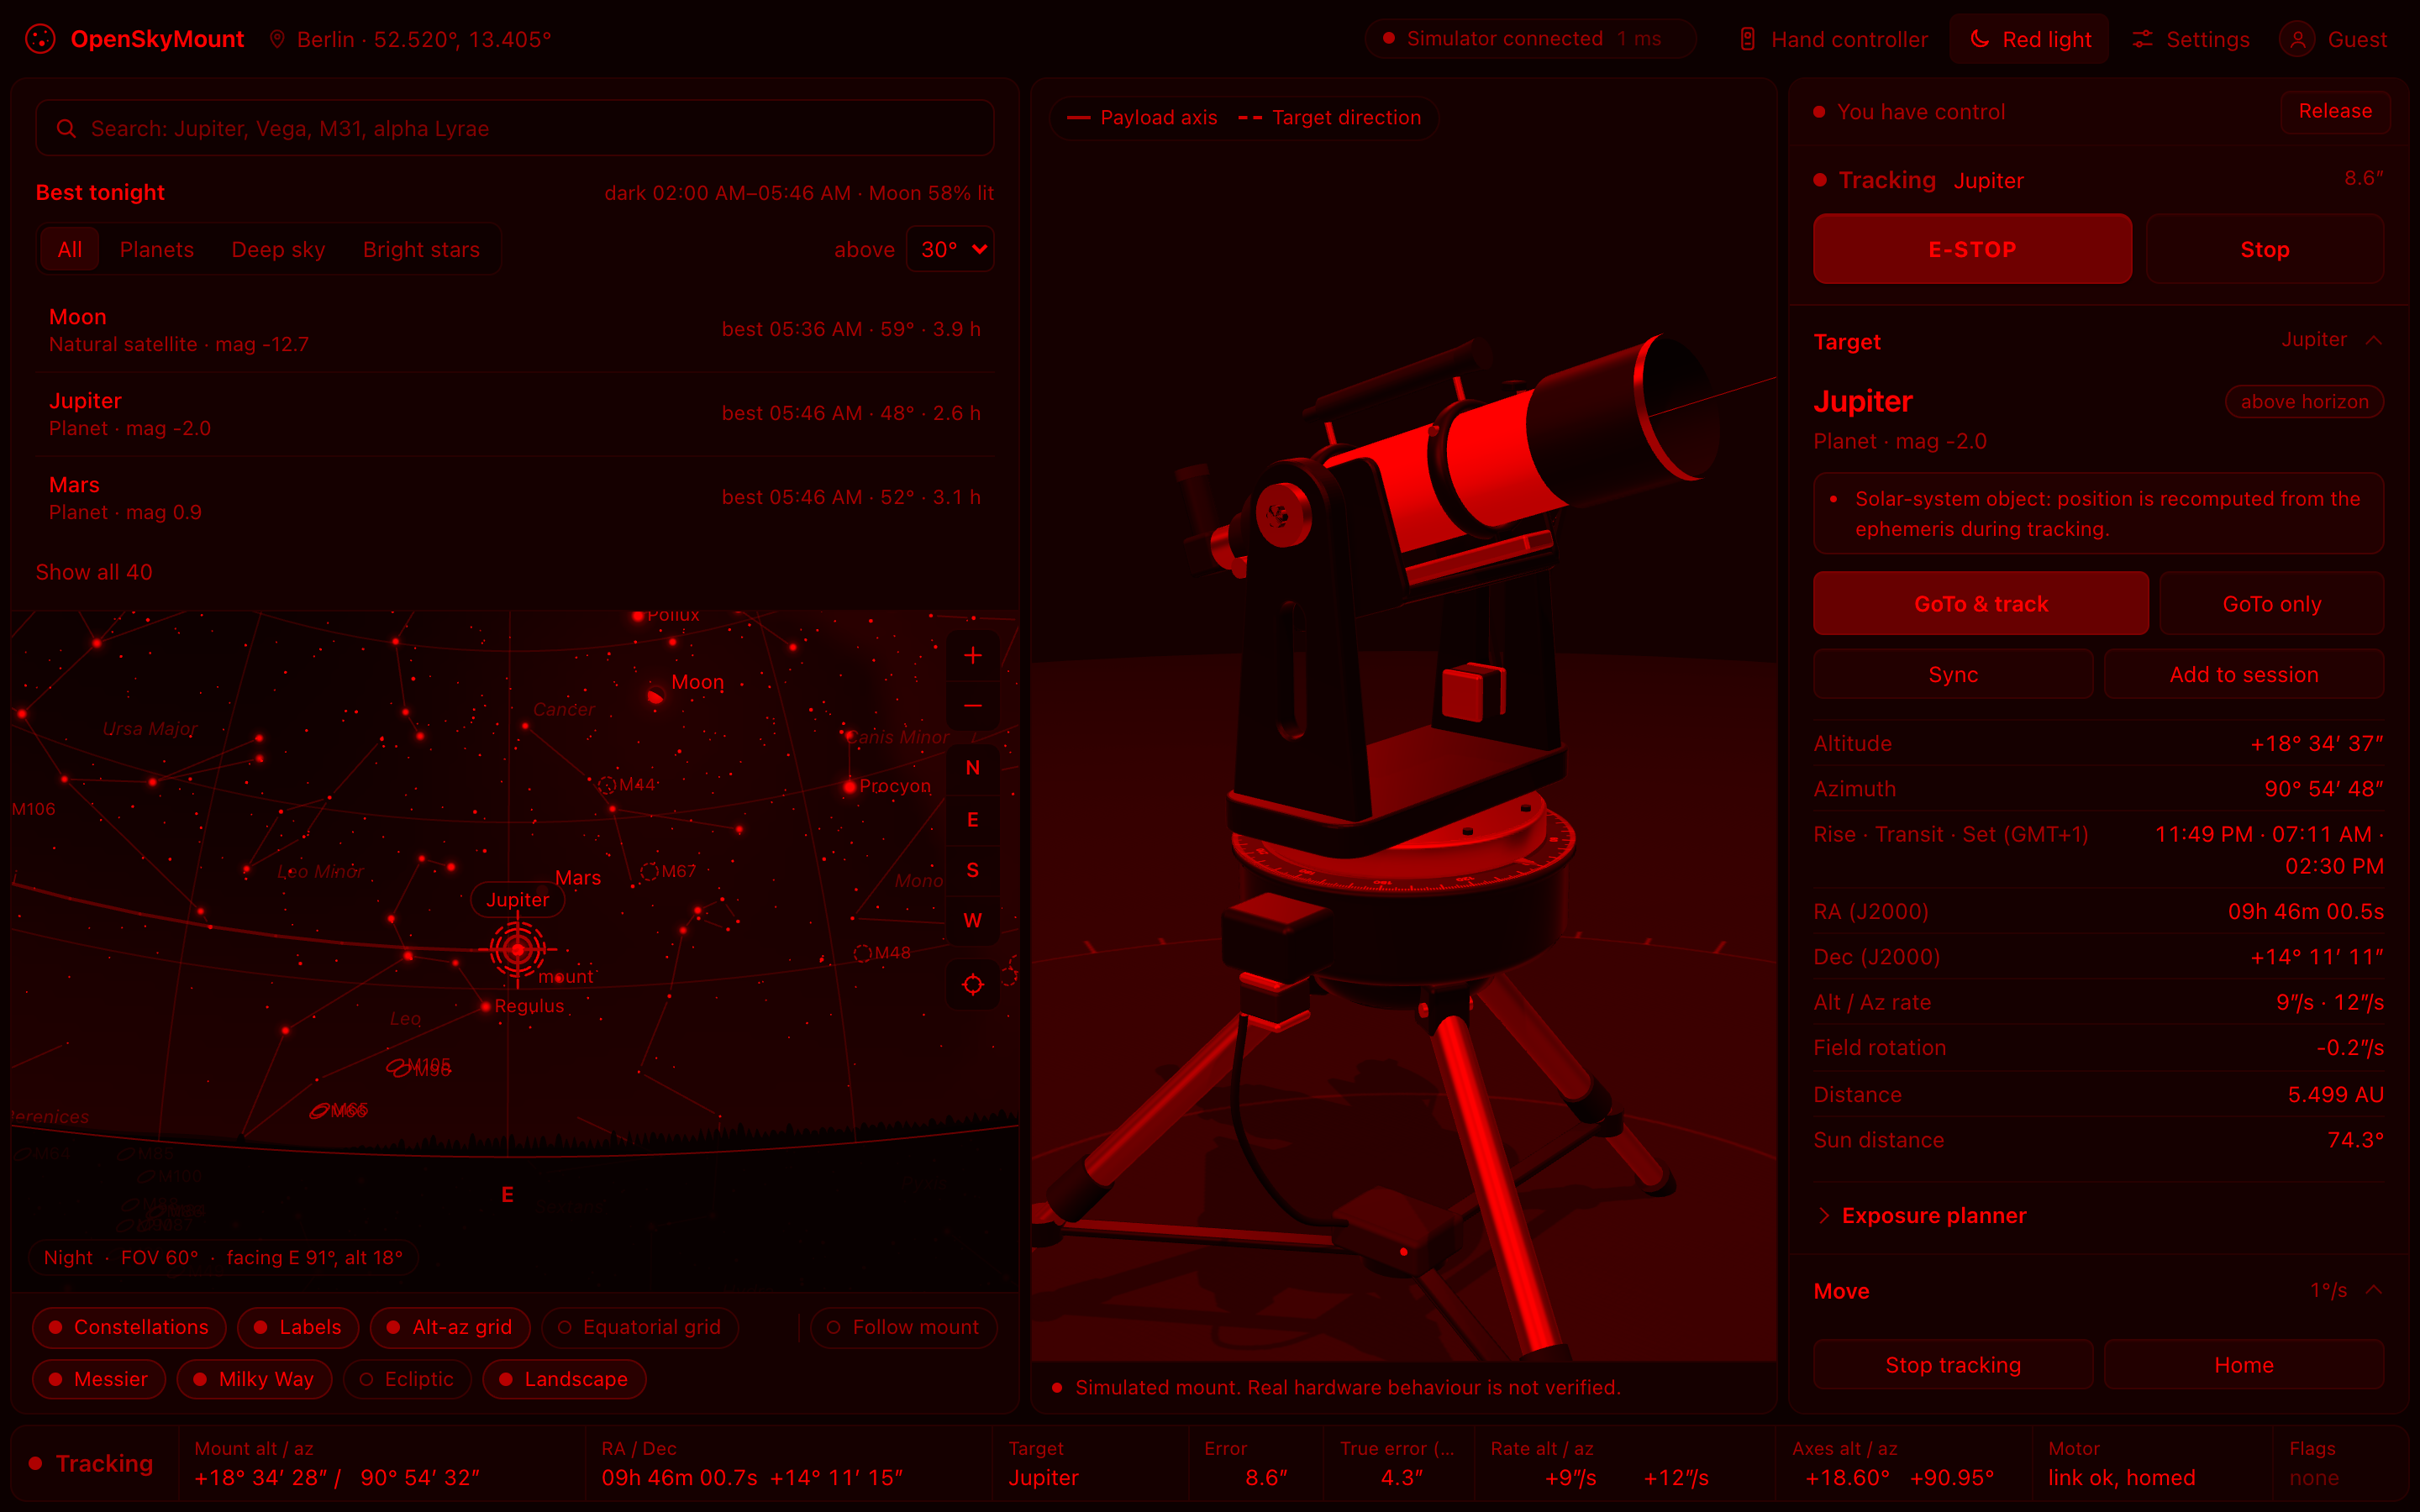 OpenSkyMount
Berlin · 52.520°, 13.405°
Simulator connected 1 ms
Hand controller
Red light
Settings
Guest
Search: Jupiter, Vega, M31, alpha Lyrae
Best tonight
dark 02:00 AM–05:46 AM · Moon 58% lit
All
Planets
Deep sky
Bright stars
above
30°
Moon
Natural satellite · mag -12.7
best 05:36 AM · 59° · 3.9 h
Jupiter
Planet · mag -2.0
best 05:46 AM · 48° · 2.6 h
Mars
Planet · mag 0.9
best 05:46 AM · 52° · 3.1 h
Show all 40
Pollux
Moon
Cancer
Ursa Major
Canis Minor
M44
Procyon
M106
Leo Minor
Mars
M67
Mono
Jupiter
M48
mount
Regulus
Leo
M105
M65
erenices
+
−
N
E
S
W
E
Night · FOV 60° · facing E 91°, alt 18°
Constellations
Labels
Alt-az grid
Equatorial grid
Follow mount
Messier
Milky Way
Ecliptic
Landscape
Payload axis
Target direction
Simulated mount. Real hardware behaviour is not verified.
You have control
Release
Tracking Jupiter
8.6″
E-STOP
Stop
Target
Jupiter
Jupiter
above horizon
Planet · mag -2.0
Solar-system object: position is recomputed from the
ephemeris during tracking.
GoTo & track
GoTo only
Sync
Add to session
Altitude
+18° 34′ 37″
Azimuth
90° 54′ 48″
Rise · Transit · Set (GMT+1)
11:49 PM · 07:11 AM ·
02:30 PM
RA (J2000)
09h 46m 00.5s
Dec (J2000)
+14° 11′ 11″
Alt / Az rate
9″/s · 12″/s
Field rotation
-0.2″/s
Distance
5.499 AU
Sun distance
74.3°
Exposure planner
Move
1°/s
Stop tracking
Home
Tracking
Mount alt / az
+18° 34′ 28″ / 90° 54′ 32″
RA / Dec
09h 46m 00.7s +14° 11′ 15″
Target
Jupiter
Error
8.6″
True error (...
4.3″
Rate alt / az
+9″/s +12″/s
Axes alt / az
+18.60° +90.95°
Motor
link ok, homed
Flags
none